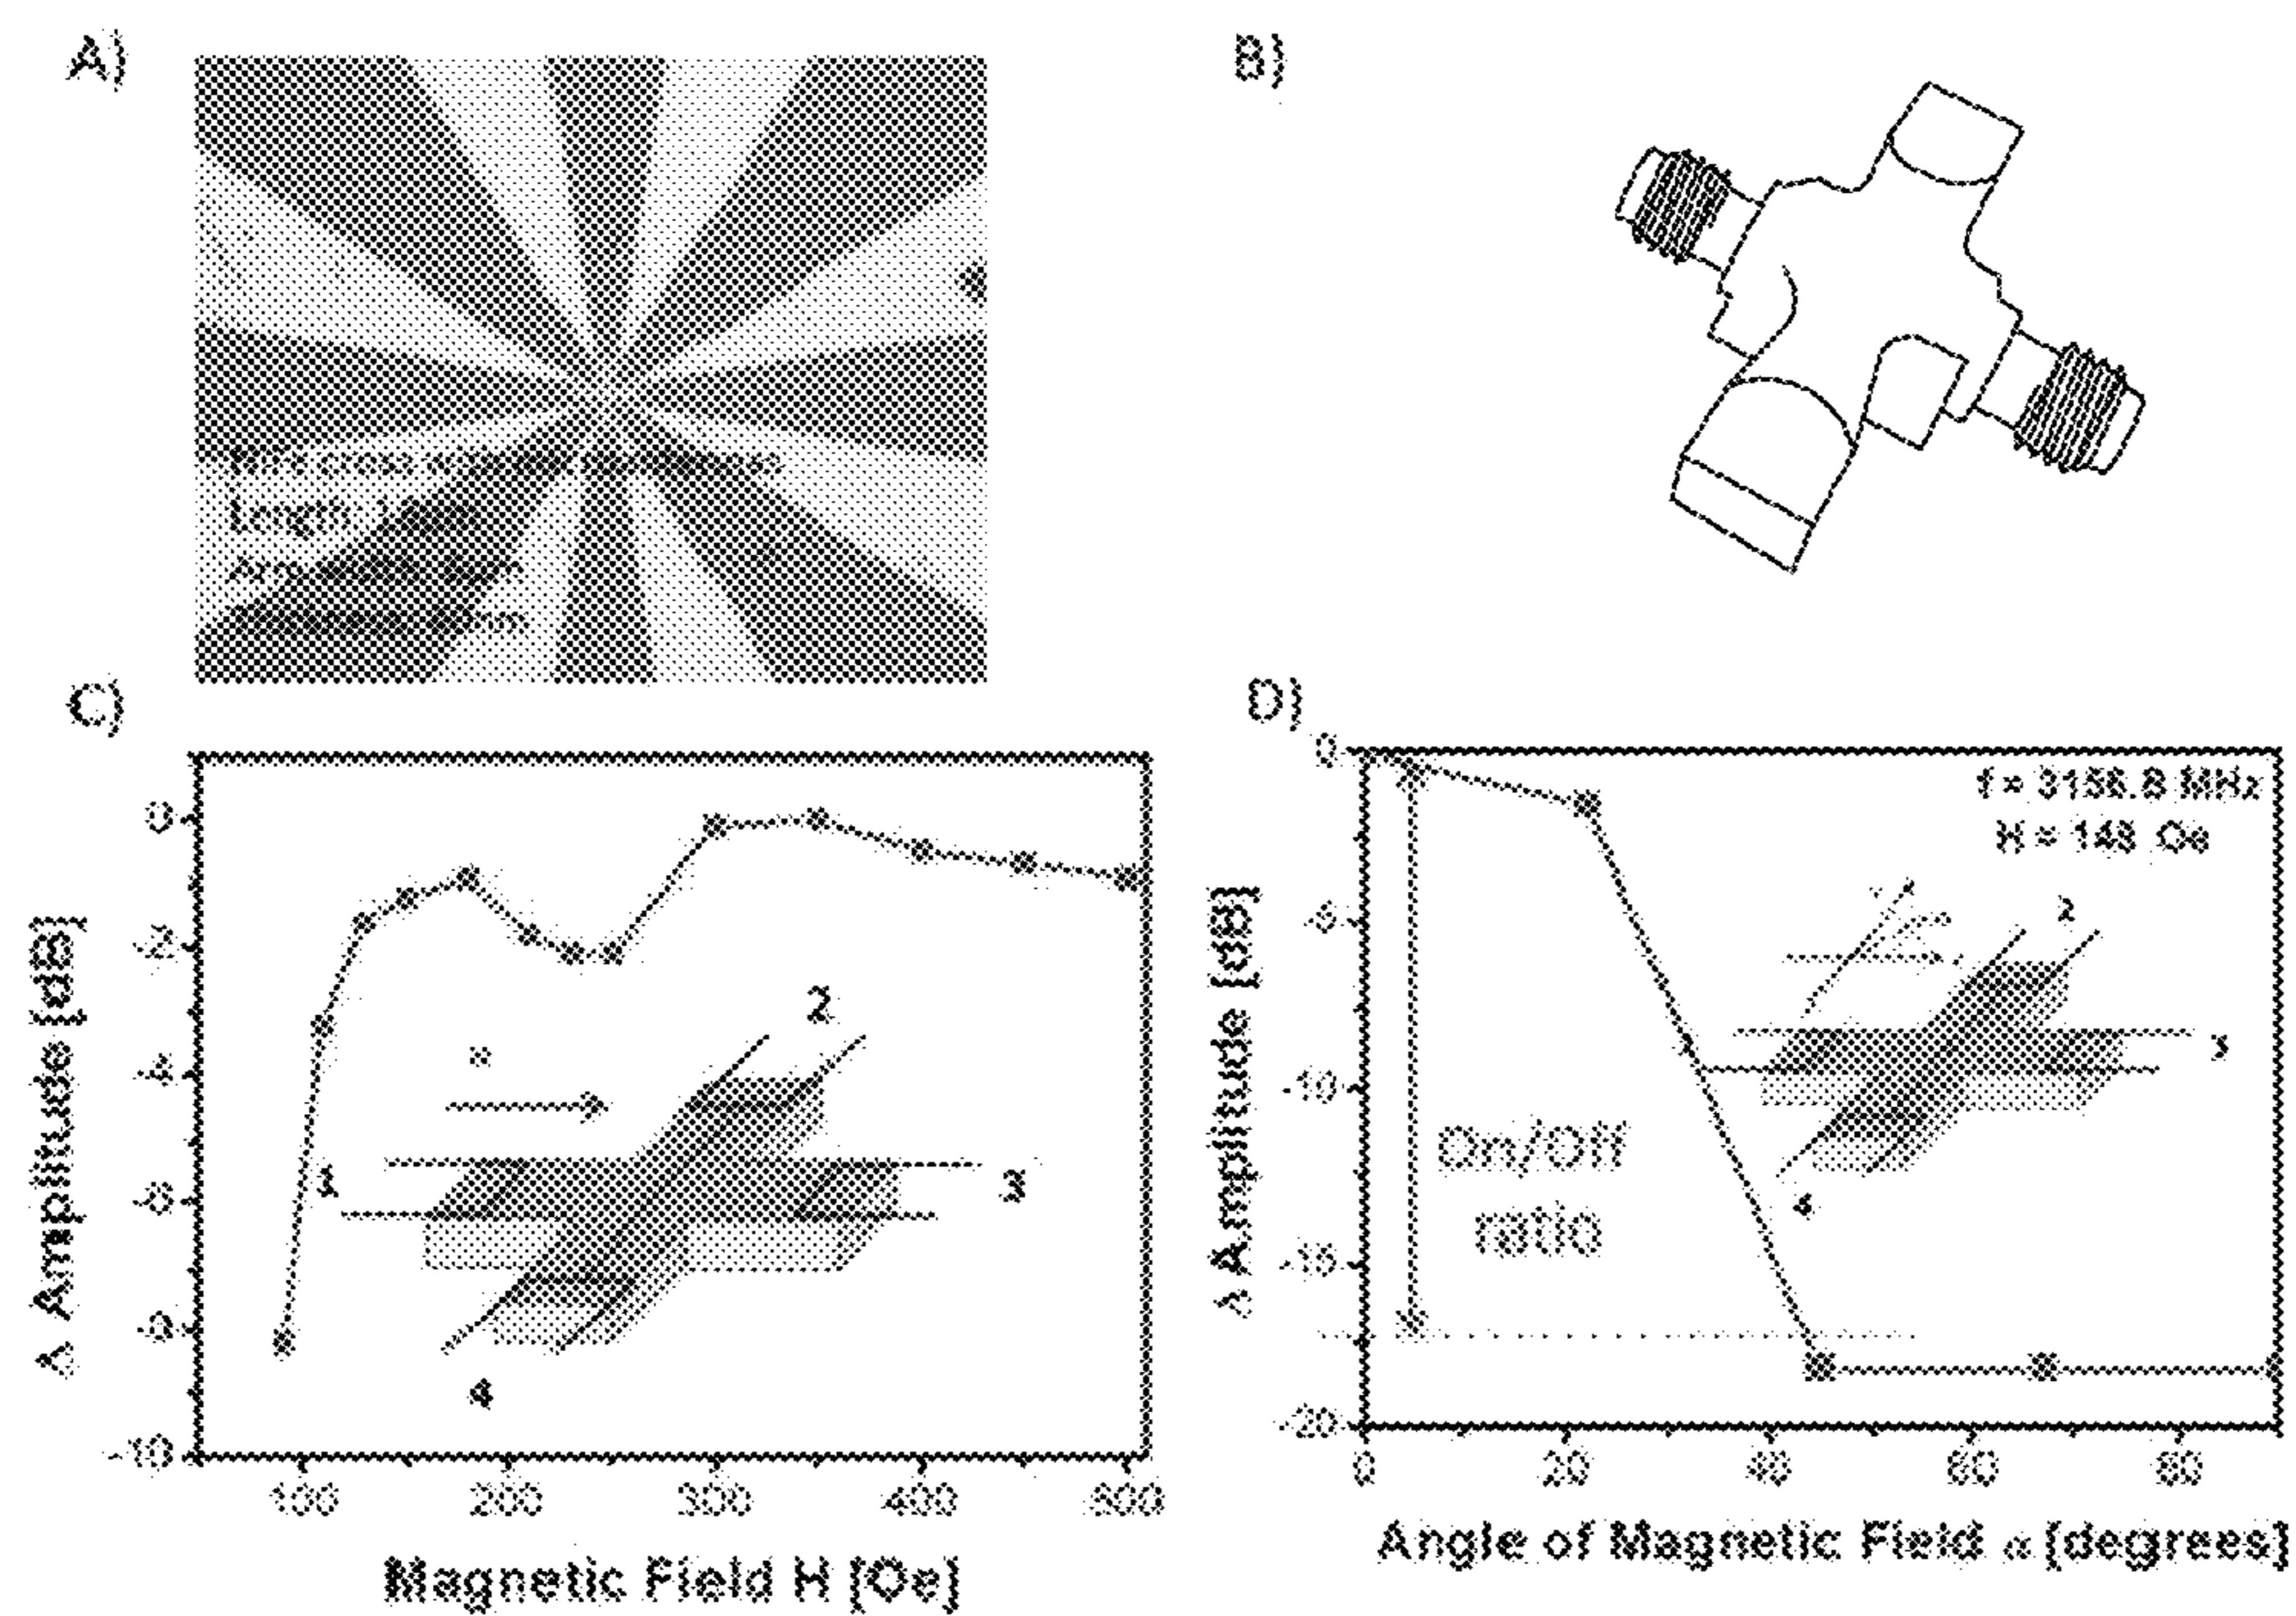 A)
B)
Length:
C)
Δ Amplitude [dB]
0
-2
-4
-10
100
200
300
400
500
Magnetic Field H [Oe]
1
2
3
4
D)
Δ Amplitude [dB]
0
-5
-10
-15
-20
0
20
40
60
80
Angle of Magnetic Field α [degrees]
f = 3156.8 MHz
H = 148 Oe
On/Off
ratio
2
3
4